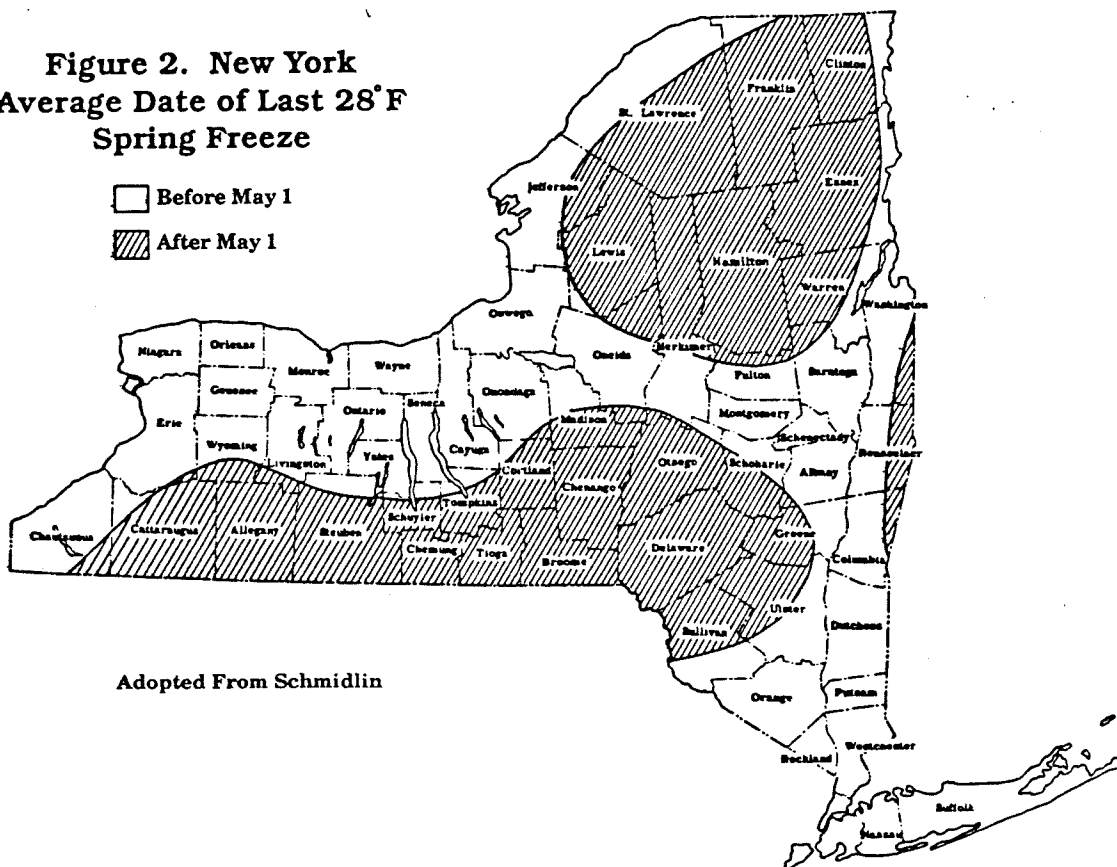 Figure 2. New York
Average Date of Last 28°F
Spring Freeze
Before May 1
After May 1
Clinton
Franklin
St. Lawrence
Essex
Jefferson
Lewis
Hamilton
Warren
Washington
Oswego
Oneida
Herkimer
Niagara
Orleans
Monroe
Wayne
Fulton
Saratoga
Genesee
Onondaga
Ontario
Seneca
Montgomery
Erie
Madison
Schenectady
Wyoming
Livingston
Yates
Cayuga
Cortland
Otsego
Schoharie
Albany
Rensselaer
Chenango
Tompkins
Schuyler
Chautauqua
Cattaraugus
Allegany
Steuben
Chemung
Tioga
Broome
Delaware
Greene
Columbia
Ulster
Sullivan
Dutchess
Adopted From Schmidlin
Orange
Putnam
Rockland
Westchester
Suffolk
Nassau